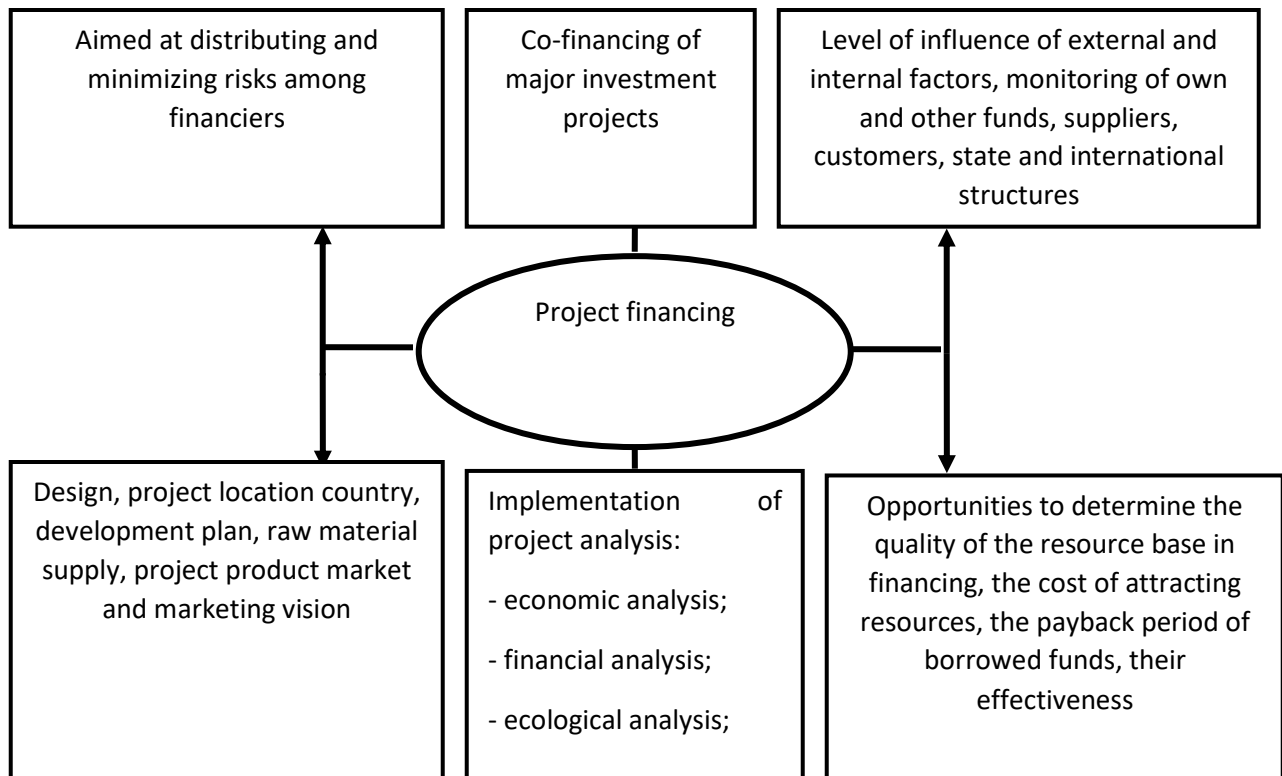 Aimed at distributing and
minimizing risks among
financiers
Co-financing of
major investment
projects
Level of influence of external and
internal factors, monitoring of own
and other funds, suppliers,
customers, state and international
structures
Project financing
Design, project location country,
development plan, raw material
supply, project product market
and marketing vision
Implementation of
project analysis:
- economic analysis;
- financial analysis;
- ecological analysis;
Opportunities to determine the
quality of the resource base in
financing, the cost of attracting
resources, the payback period of
borrowed funds, their
effectiveness